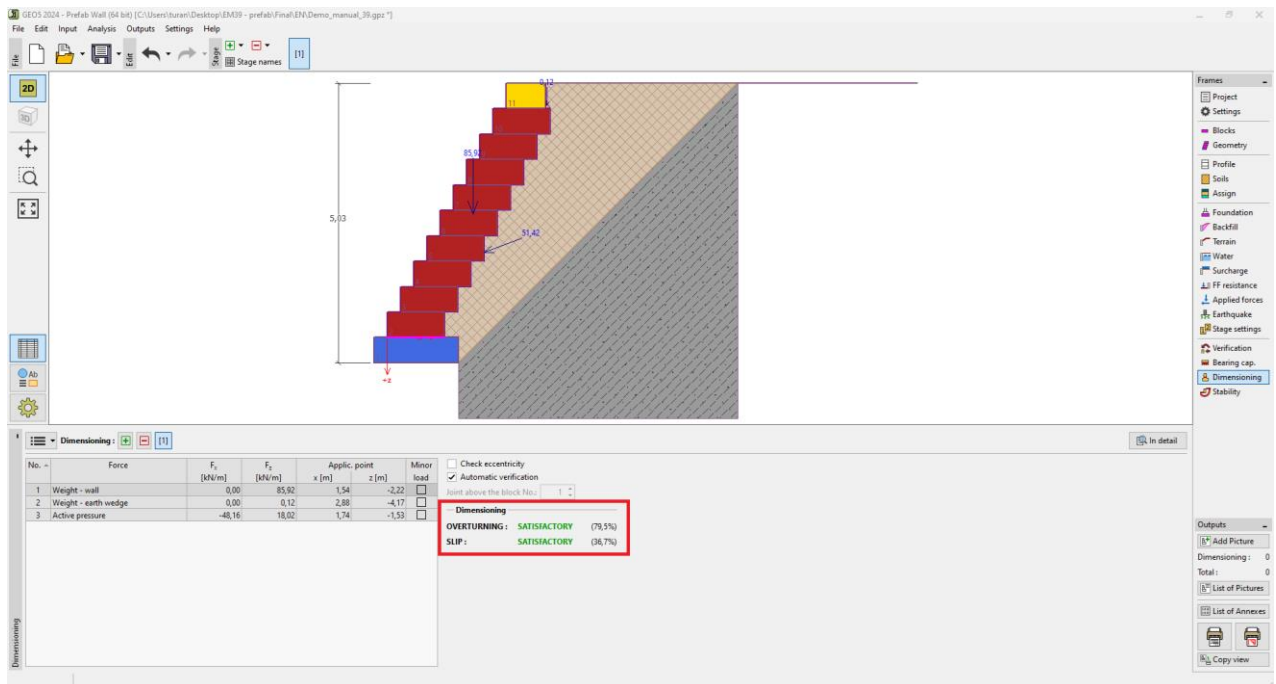 GEO5 2024 - Prefab Wall (64 bit) [C:\Users\turan\Desktop\EM39 - prefab\Final\EN\Demo_manual_39.gpz *]
File Edit Input Analysis Outputs Settings Help
File
Edit
Stage
Stage names
[1]
2D
3D
Ab
0,12
11
85,92
51,42
5,03
+z
Frames
Project
Settings
Blocks
Geometry
Profile
Soils
Assign
Foundation
Backfill
Terrain
Water
Surcharge
FF resistance
Applied forces
Earthquake
Stage settings
Verification
Bearing cap.
Dimensioning
Stability
Dimensioning : [1]
In detail
No. Force Fx Fz Applic. point Minor
[kN/m] [kN/m] x [m] z [m] load
1 Weight - wall 0,00 85,92 1,54 -2,22
2 Weight - earth wedge 0,00 0,12 2,88 -4,17
3 Active pressure -48,16 18,02 1,74 -1,53
Check eccentricity
Automatic verification
Joint above the block No.: 1
Dimensioning
OVERTURNING : SATISFACTORY (79,5%)
SLIP : SATISFACTORY (36,7%)
Dimensioning
Outputs
Add Picture
Dimensioning : 0
Total : 0
List of Pictures
List of Annexes
Copy view